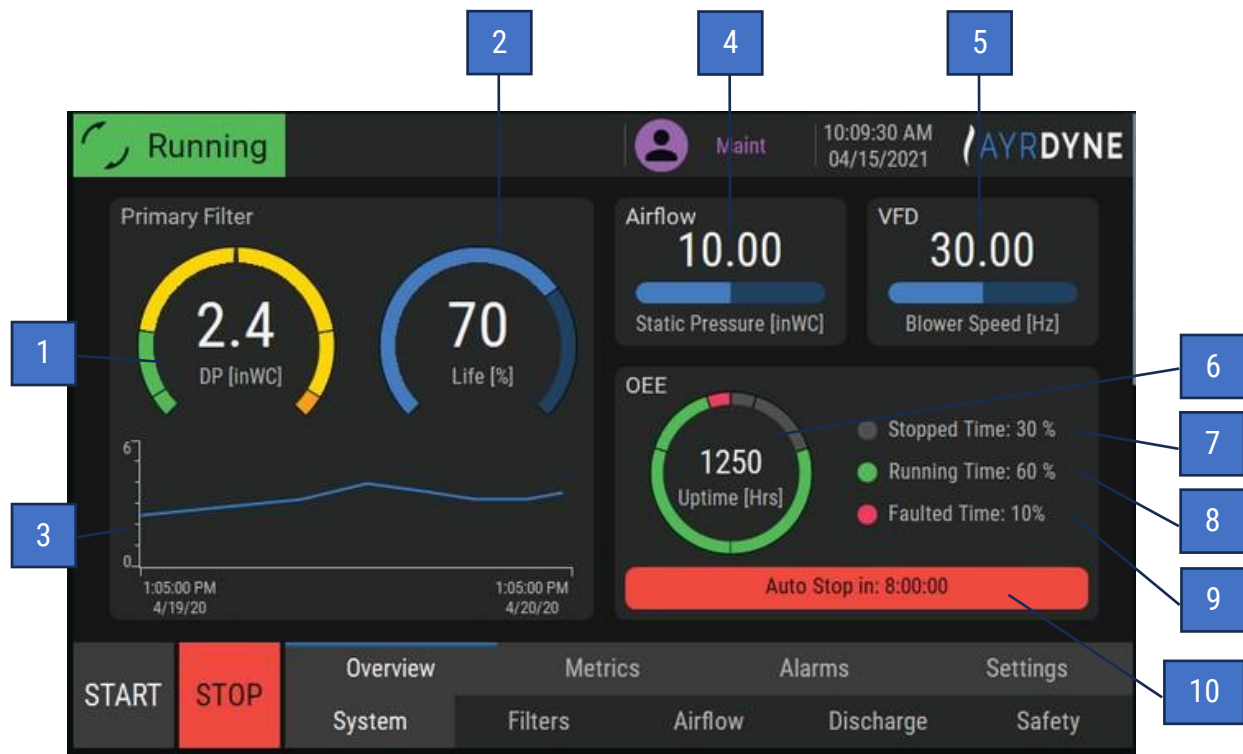 2
4
5
Running
Maint
10:09:30 AM
04/15/2021
AYRDYNE
Primary Filter
2.4
DP [inWC]
70
Life [%]
Airflow
10.00
Static Pressure [inWC]
VFD
30.00
Blower Speed [Hz]
1
6
OEE
1250
Uptime [Hrs]
Stopped Time: 30 %
Running Time: 60 %
Faulted Time: 10%
7
8
9
3
6
0
1:05:00 PM
4/19/20
1:05:00 PM
4/20/20
Auto Stop in: 8:00:00
10
START
STOP
Overview
Metrics
Alarms
Settings
System
Filters
Airflow
Discharge
Safety